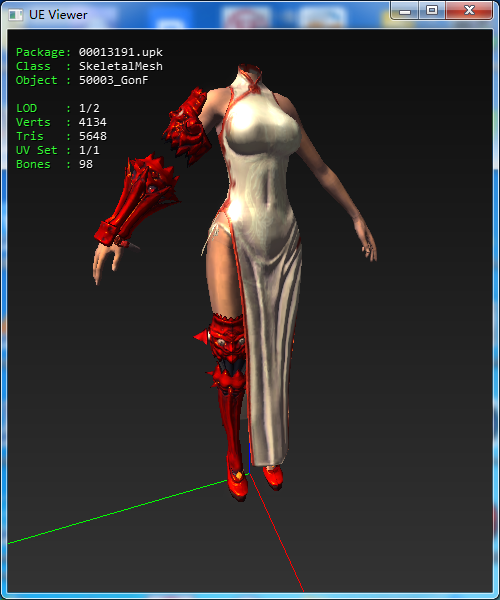 UE Viewer
Package: 00013191.upk
Class : SkeletalMesh
Object : 50003_GonF
LOD : 1/2
Verts : 4134
Tris : 5648
UV Set : 1/1
Bones : 98